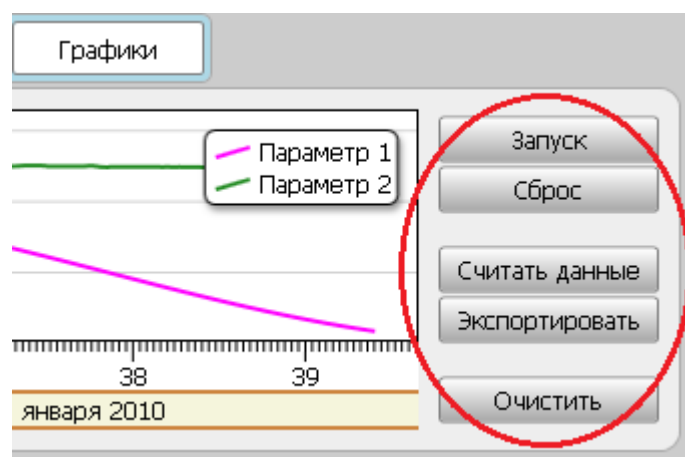 Графики
Параметр 1
Параметр 2
38
39
января 2010
Запуск
Сброс
Считать данные
Экспортировать
Очистить